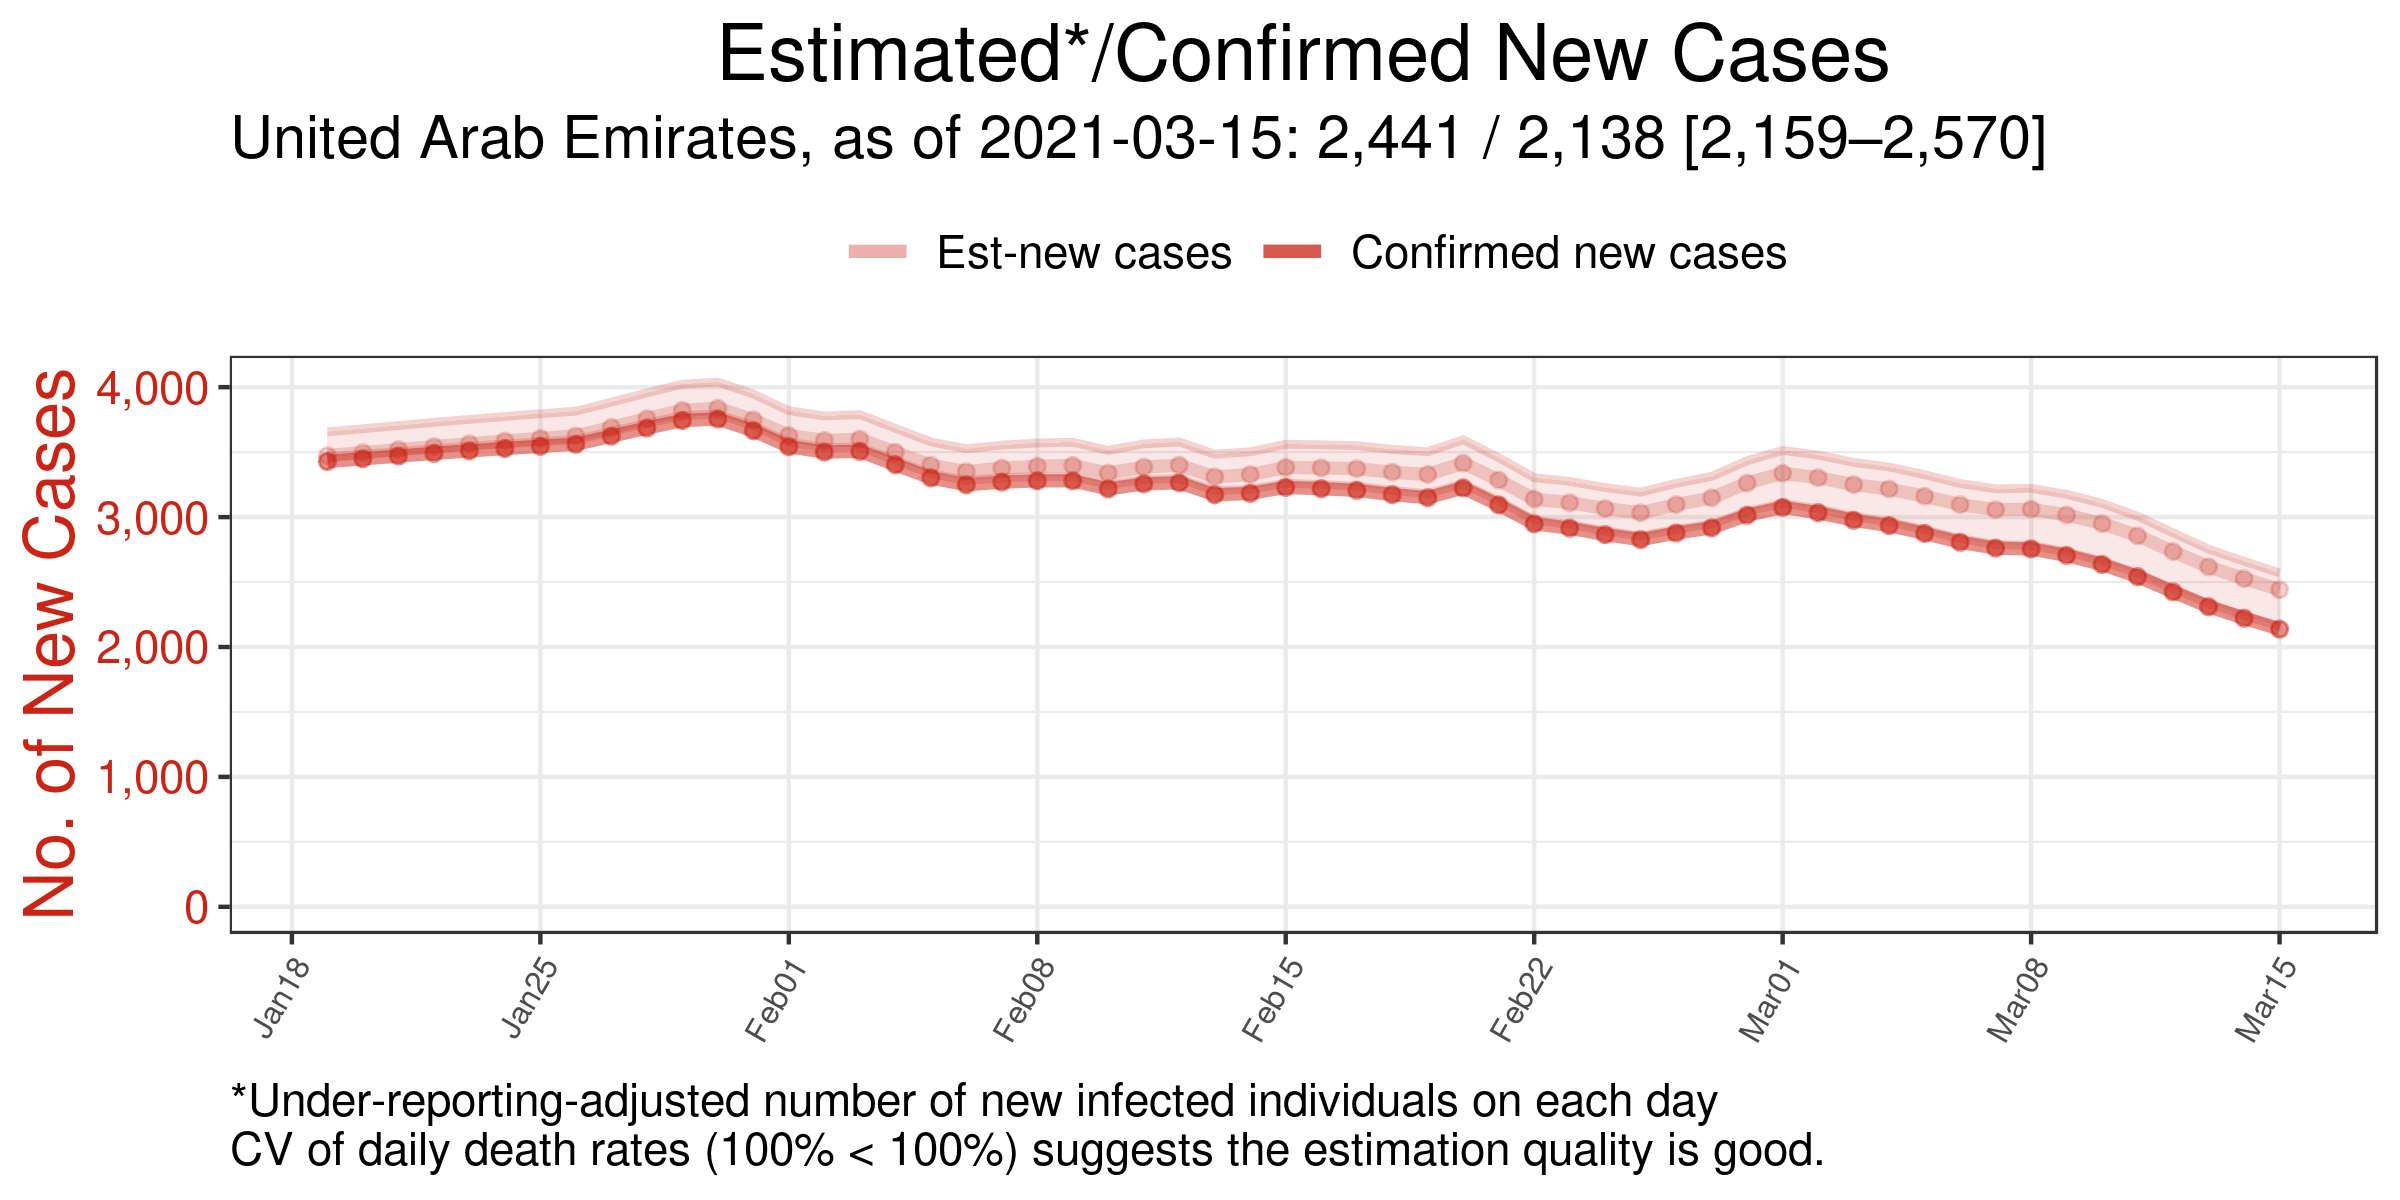 Estimated*/Confirmed New Cases
United Arab Emirates, as of 2021-03-15: 2,441 / 2,138 [2,159–2,570]
Est-new cases Confirmed new cases
No. of New Cases
4,000
3,000
2,000
1,000
0
Jan18 Jan25 Feb01 Feb08 Feb15 Feb22 Mar01 Mar08 Mar15
*Under-reporting-adjusted number of new infected individuals on each day
CV of daily death rates (100% < 100%) suggests the estimation quality is good.